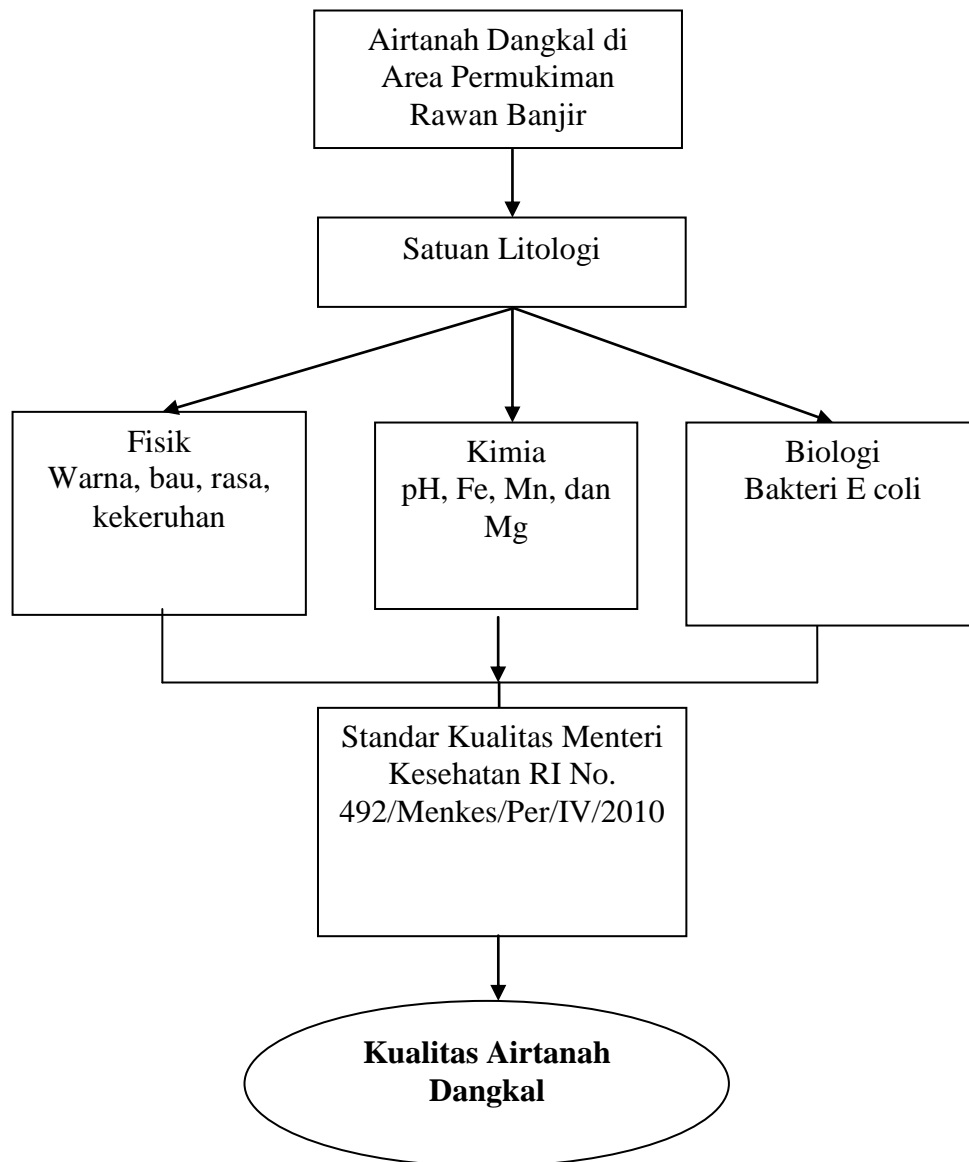 Airtanah Dangkal di
Area Permukiman
Rawan Banjir
Satuan Litologi
Fisik
Warna, bau, rasa,
kekeruhan
Kimia
pH, Fe, Mn, dan
Mg
Biologi
Bakteri E coli
Standar Kualitas Menteri
Kesehatan RI No.
492/Menkes/Per/IV/2010
Kualitas Airtanah
Dangkal